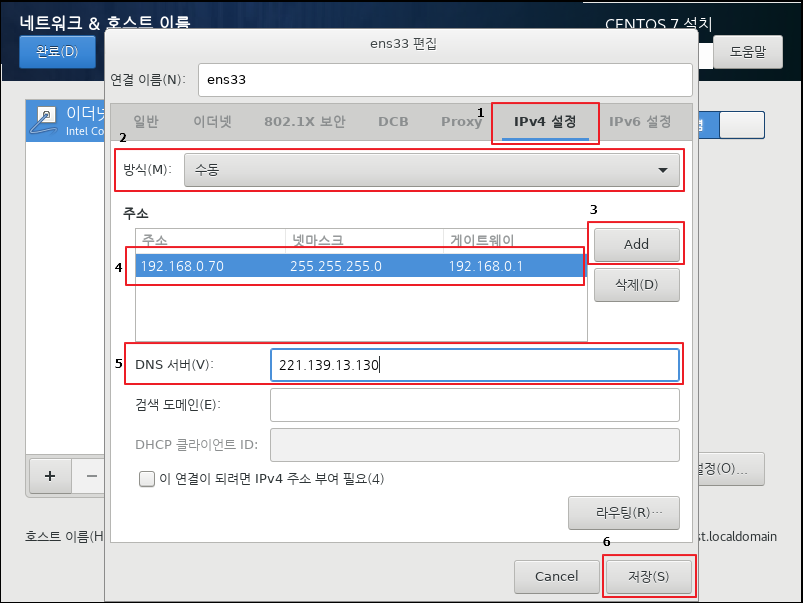 네트워크 & 호스트 이름
CENTOS 7 설치
완료(D)
도움말
ens33 편집
연결 이름(N): ens33
일반 이더넷 802.1X 보안 DCB Proxy 1 IPv4 설정 IPv6 설정
2
방식(M): 수동
주소
3
주소 넷마스크 게이트웨이
Add
4 192.168.0.70 255.255.255.0 192.168.0.1
삭제(D)
5 DNS 서버(V): 221.139.13.130
검색 도메인(E):
DHCP 클라이언트 ID:
이 연결이 되려면 IPv4 주소 부여 필요(4)
라우팅(R)…
6
Cancel 저장(S)
이더넷
Intel Co
+ −
설정(O)...
호스트 이름(H
st.localdomain